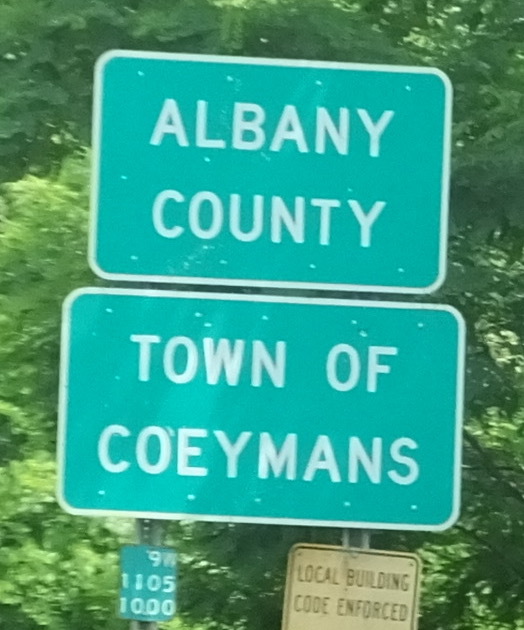 ALBANY
COUNTY
TOWN OF
COEYMANS
9W
1105
1000
LOCAL BUILDING
CODE ENFORCED